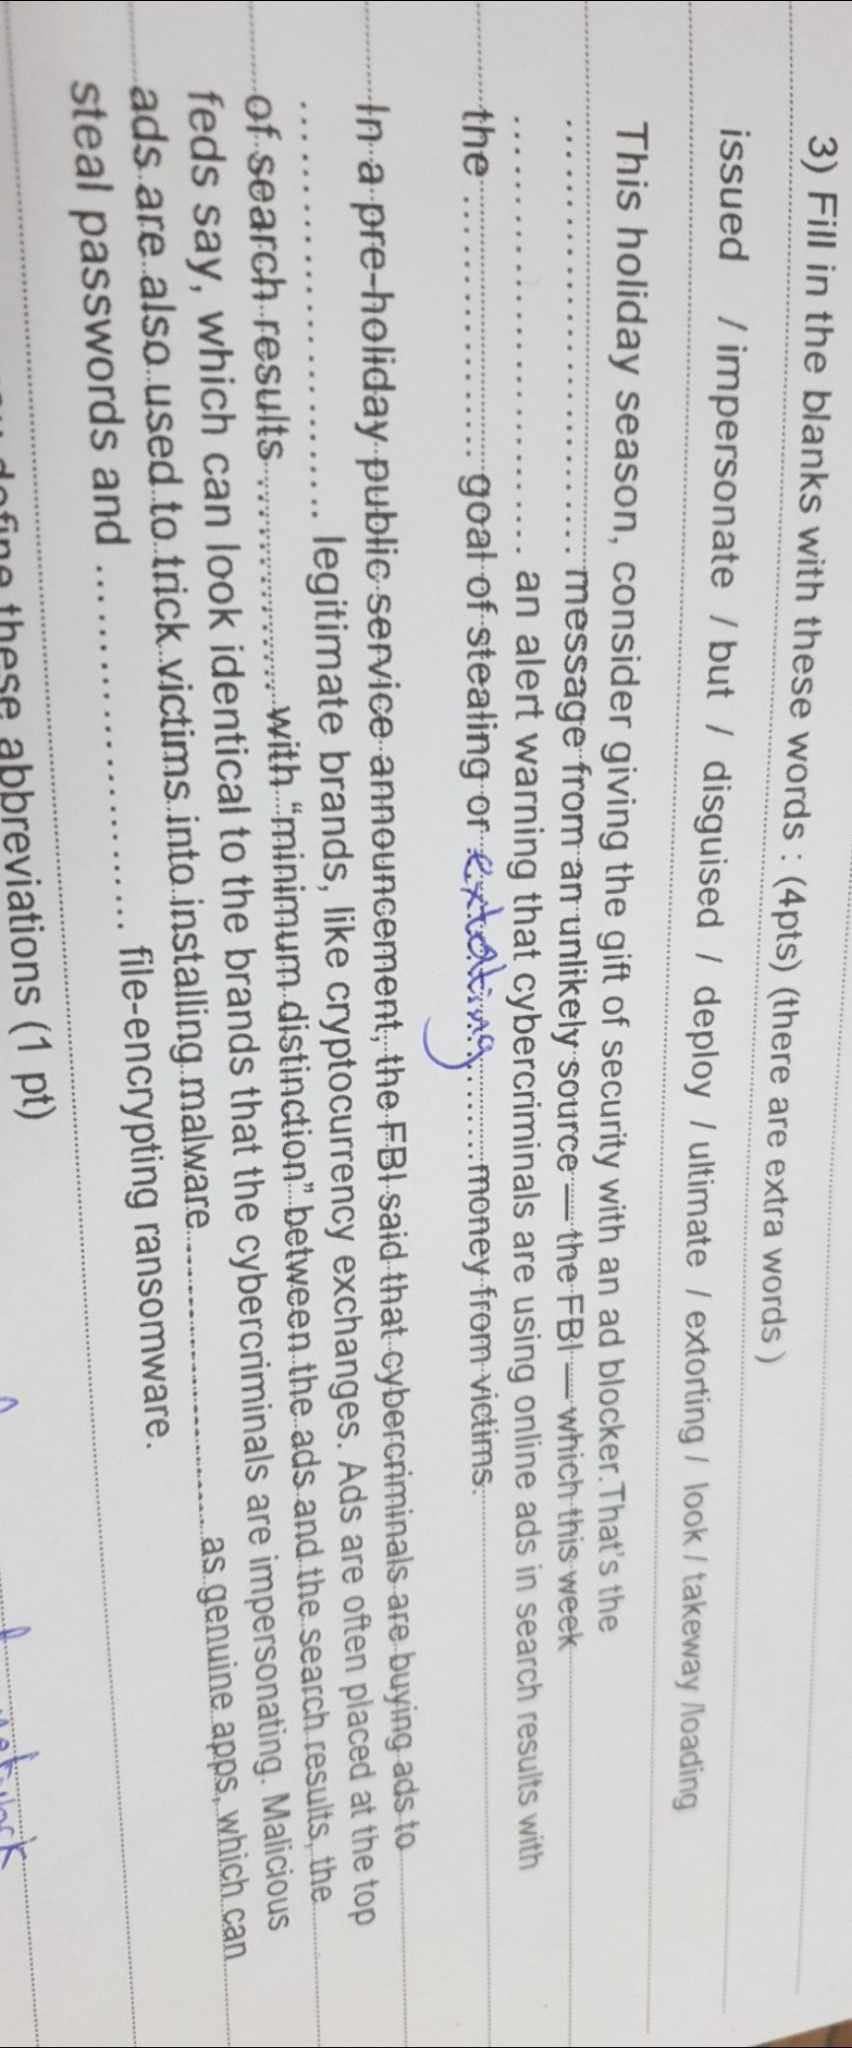 3) Fill in the blanks with these words : (4pts) (there are extra words )
issued / impersonate / but / disguised / deploy / ultimate / extorting / look / takeway /loading
This holiday season, consider giving the gift of security with an ad blocker.That's the
........................... message from an unlikely source — the FBI — which this week
........................... an alert warning that cybercriminals are using online ads in search results with
the .................. goal of stealing or extoting ......money from victims.
In a pre-holiday public service announcement, the FBI said that cybercriminals are buying ads to
........................... legitimate brands, like cryptocurrency exchanges. Ads are often placed at the top
of search results .................. with “minimum distinction” between the ads and the search results, the
feds say, which can look identical to the brands that the cybercriminals are impersonating. Malicious
ads are also used to trick victims into installing malware ........................... as genuine apps, which can
steal passwords and ........................... file-encrypting ransomware.
define these abbreviations (1 pt)